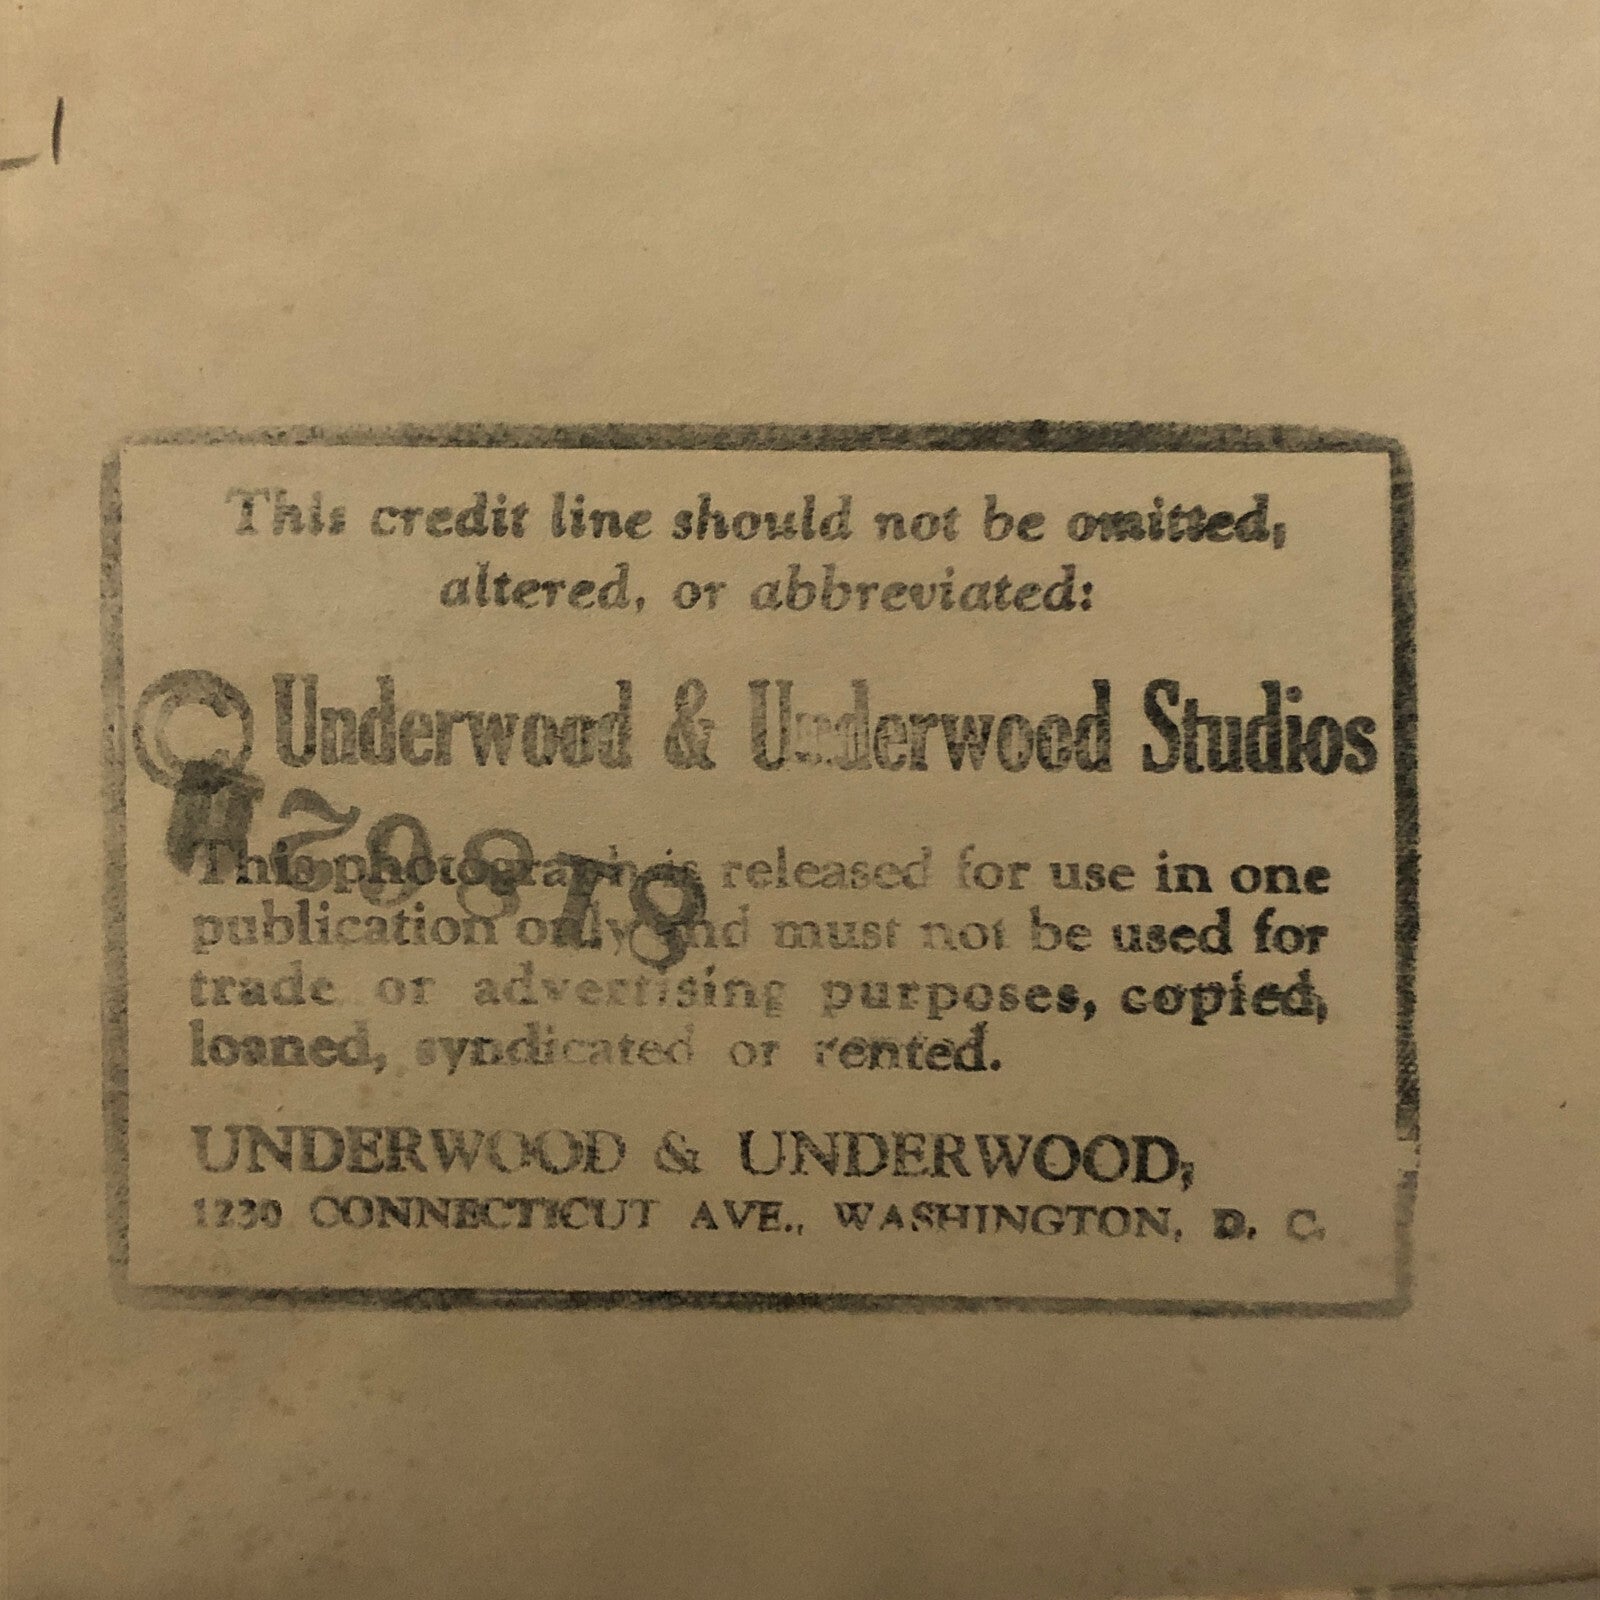 This credit line should not be omitted,
altered, or abbreviated:
© Underwood & Underwood Studios
This photograph is released for use in one
publication only and must not be used for
trade or advertising purposes, copied,
loaned, syndicated or rented.
UNDERWOOD & UNDERWOOD,
1230 CONNECTICUT AVE., WASHINGTON, D. C.